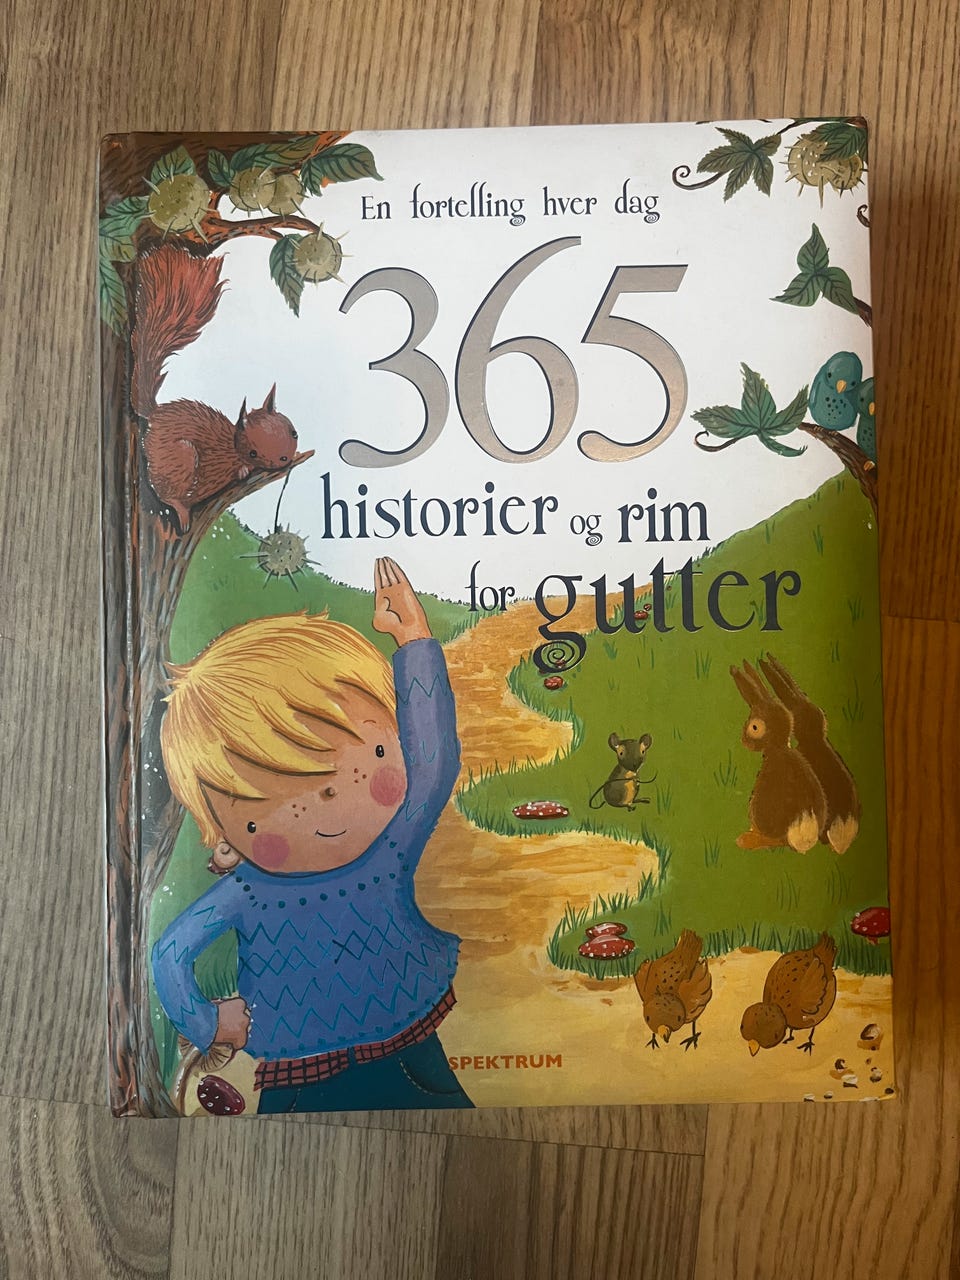 En fortelling hver dag
365
historier og rim
for gutter
SPEKTRUM